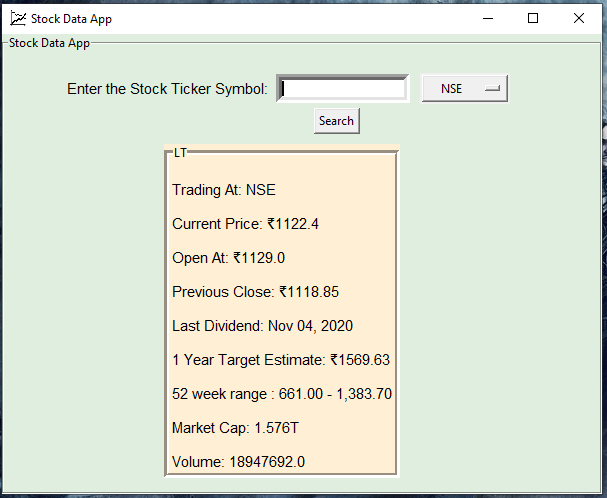 Stock Data App
Stock Data App
Enter the Stock Ticker Symbol: NSE
Search
LT
Trading At: NSE
Current Price: ₹1122.4
Open At: ₹1129.0
Previous Close: ₹1118.85
Last Dividend: Nov 04, 2020
1 Year Target Estimate: ₹1569.63
52 week range : 661.00 - 1,383.70
Market Cap: 1.576T
Volume: 18947692.0